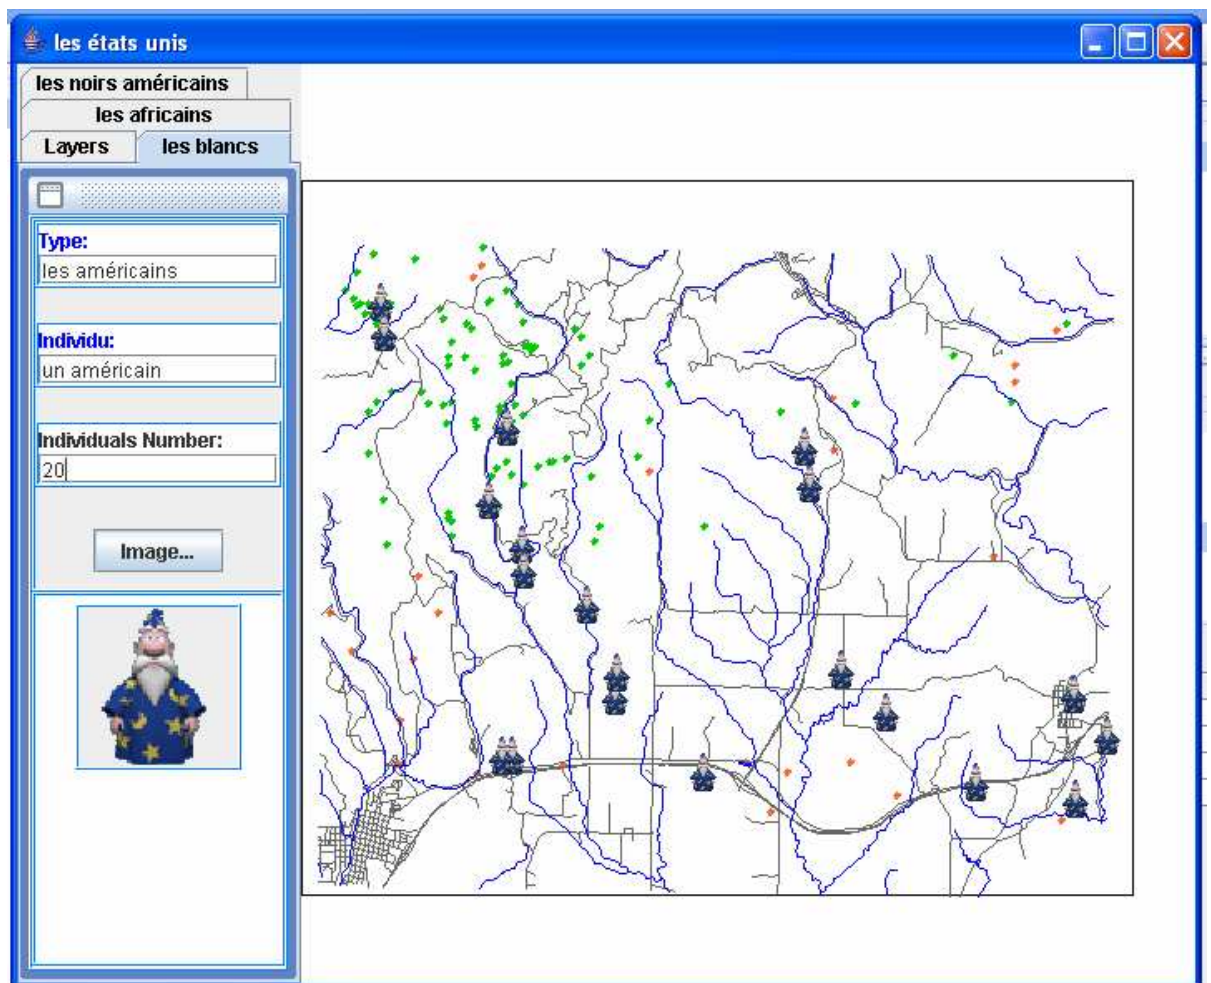 les états unis
les noirs américains
les africains
Layers les blancs
Type:
les américains
Individu:
un américain
Individuals Number:
20
Image...